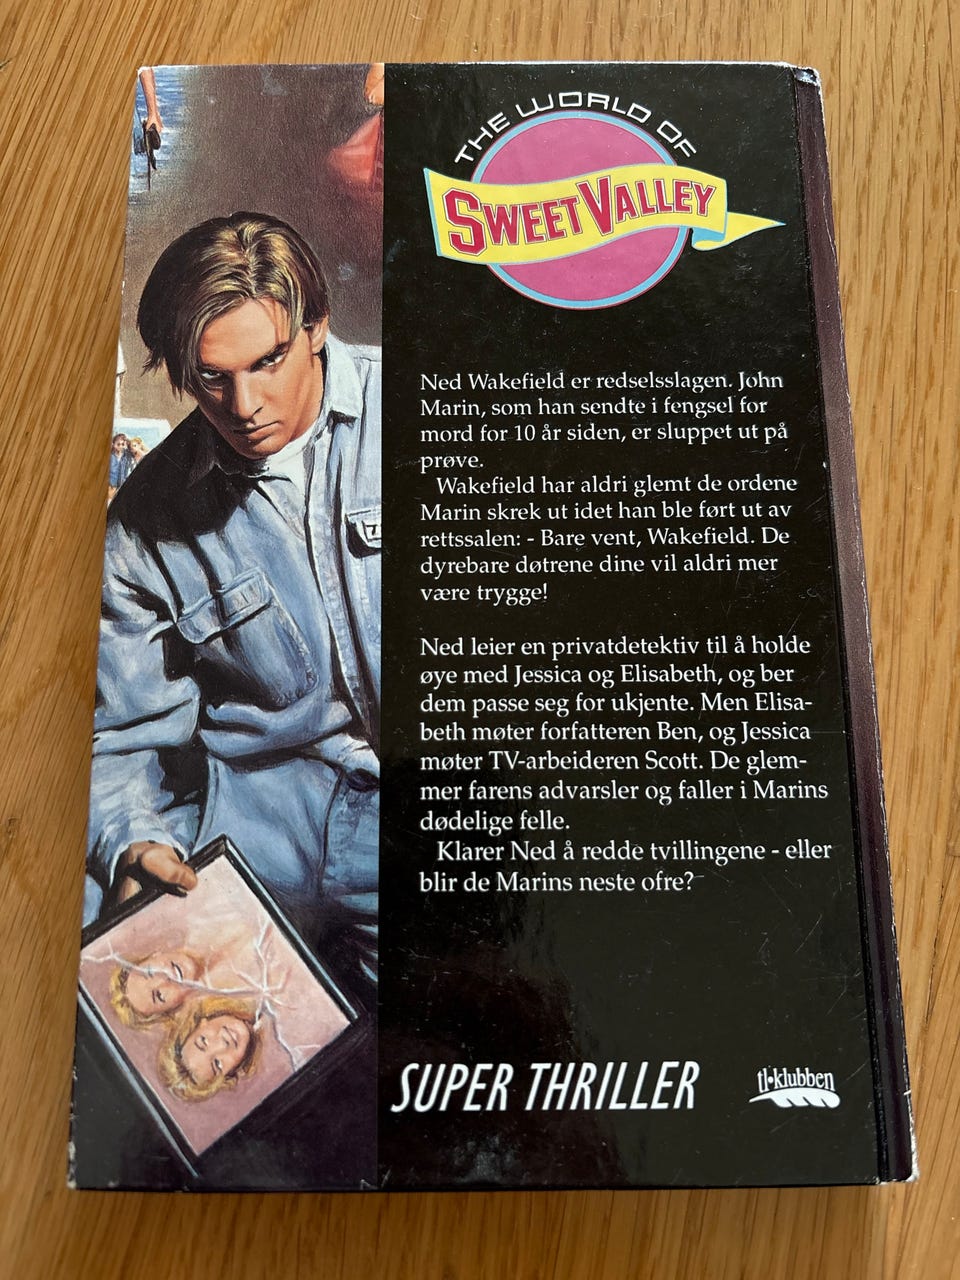 THE WORLD OF
SWEET VALLEY
Ned Wakefield er redselsslagen. John
Marin, som han sendte i fengsel for
mord for 10 år siden, er sluppet ut på
prøve.
Wakefield har aldri glemt de ordene
Marin skrek ut idet han ble ført ut av
rettssalen: - Bare vent, Wakefield. De
dyrebare døtrene dine vil aldri mer
være trygge!
Ned leier en privatdetektiv til å holde
øye med Jessica og Elisabeth, og ber
dem passe seg for ukjente. Men Elisa-
beth møter forfatteren Ben, og Jessica
møter TV-arbeideren Scott. De glem-
mer farens advarsler og faller i Marins
dødelige felle.
Klarer Ned å redde tvillingene - eller
blir de Marins neste ofre?
SUPER THRILLER
tl•klubben